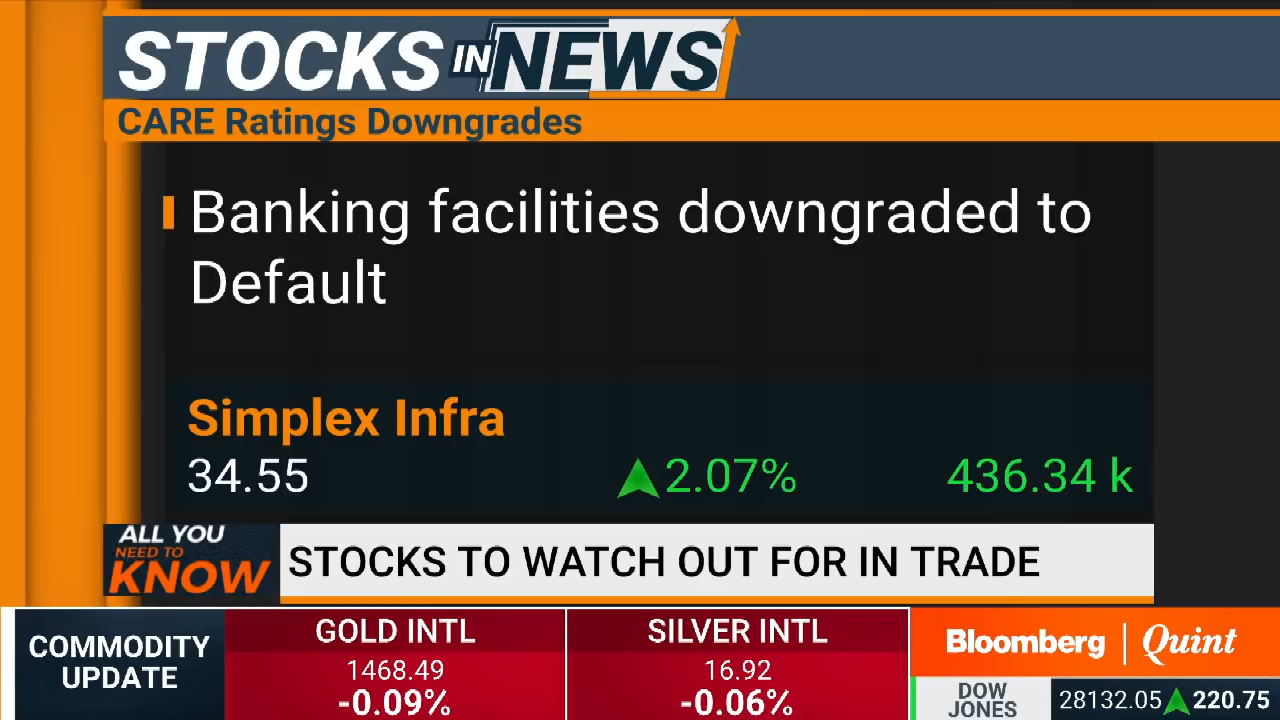 STOCKS IN NEWS
CARE Ratings Downgrades
Banking facilities downgraded to
Default
Simplex Infra
34.55 2.07% 436.34 k
ALL YOU
NEED TO
KNOW
STOCKS TO WATCH OUT FOR IN TRADE
COMMODITY
UPDATE
GOLD INTL
1468.49
-0.09%
SILVER INTL
16.92
-0.06%
Bloomberg | Quint
DOW
JONES
28132.05 220.75